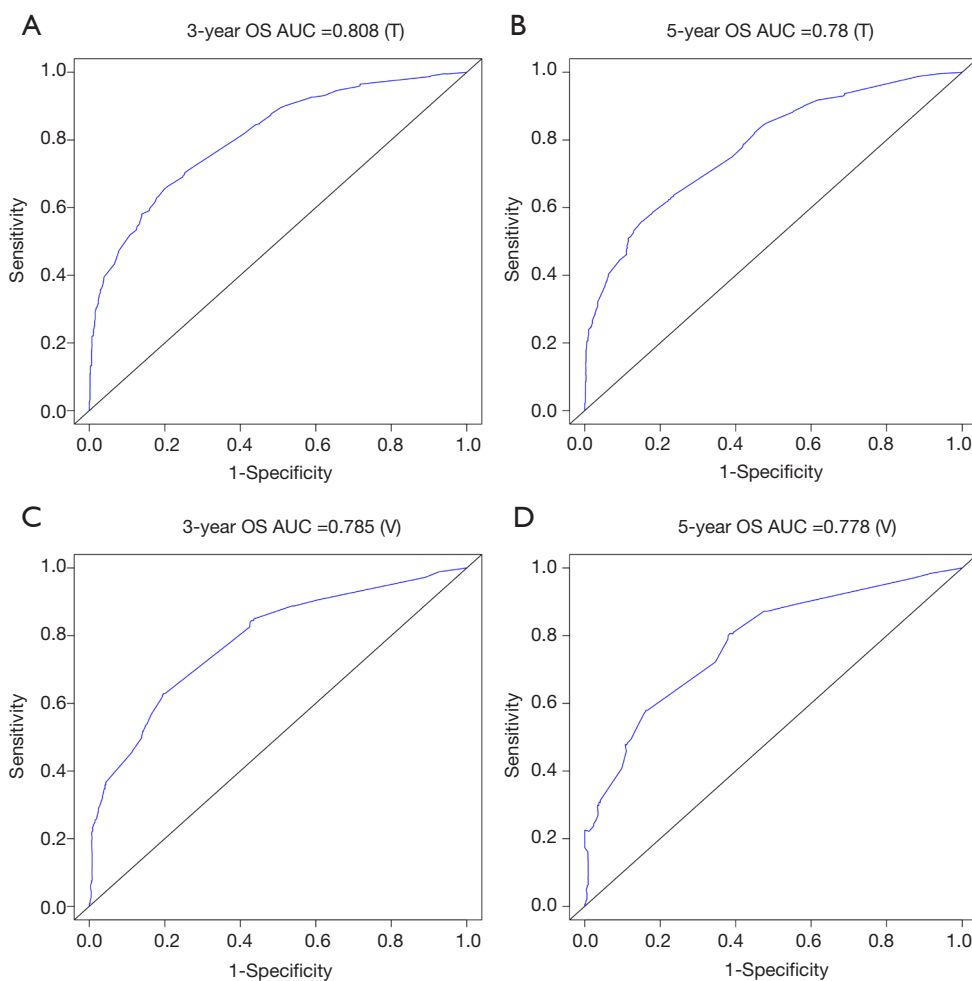 A
3-year OS AUC =0.808 (T)
Sensitivity
1.0
0.8
0.6
0.4
0.2
0.0
0.0 0.2 0.4 0.6 0.8 1.0
1-Specificity
B
5-year OS AUC =0.78 (T)
Sensitivity
1.0
0.8
0.6
0.4
0.2
0.0
0.0 0.2 0.4 0.6 0.8 1.0
1-Specificity
C
3-year OS AUC =0.785 (V)
Sensitivity
1.0
0.8
0.6
0.4
0.2
0.0
0.0 0.2 0.4 0.6 0.8 1.0
1-Specificity
D
5-year OS AUC =0.778 (V)
Sensitivity
1.0
0.8
0.6
0.4
0.2
0.0
0.0 0.2 0.4 0.6 0.8 1.0
1-Specificity